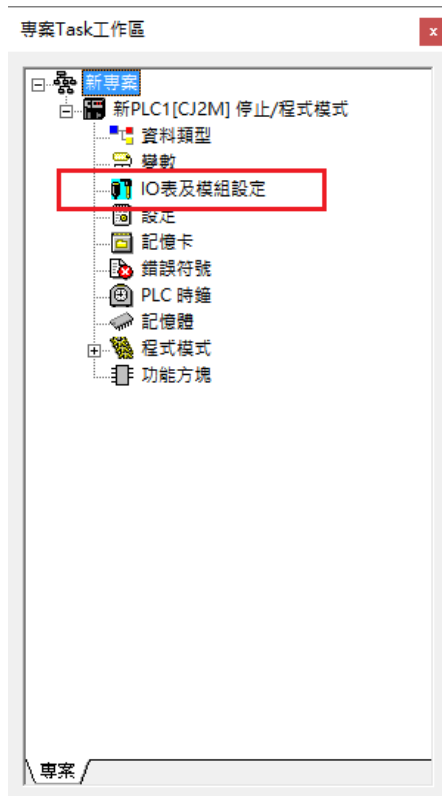 專案Task工作區
x
新專案
新PLC1[CJ2M] 停止/程式模式
資料類型
變數
IO表及模組設定
設定
記憶卡
錯誤符號
PLC 時鐘
記憶體
程式模式
功能方塊
專案